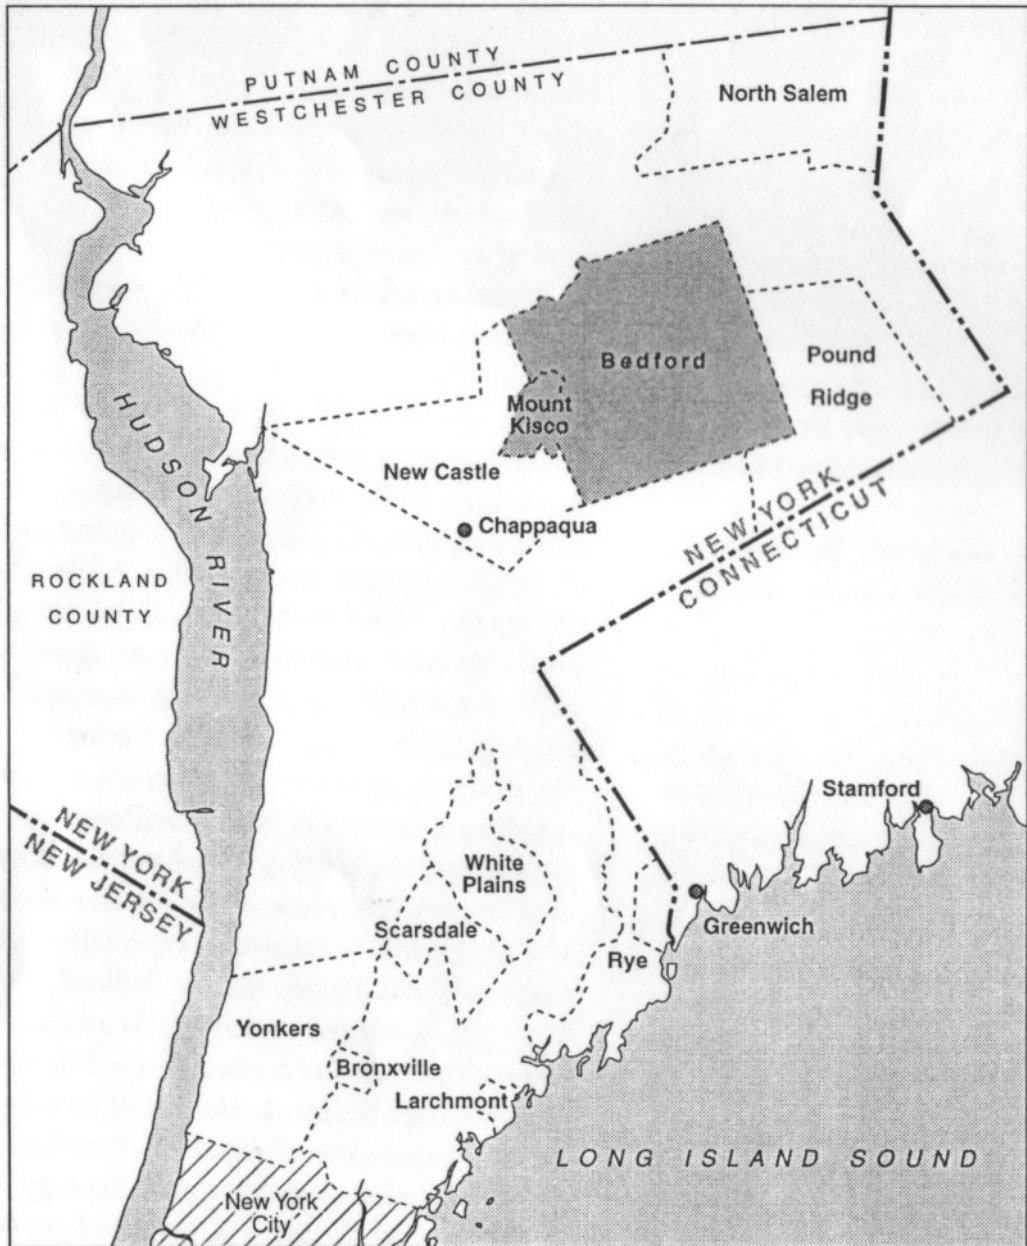 PUTNAM COUNTY
WESTCHESTER COUNTY
North Salem
Bedford
Pound
Ridge
Mount
Kisco
HUDSON RIVER
New Castle
Chappaqua
NEW YORK
CONNECTICUT
ROCKLAND
COUNTY
Stamford
NEW YORK
NEW JERSEY
White
Plains
Greenwich
Scarsdale
Rye
Yonkers
Bronxville
Larchmont
LONG ISLAND SOUND
New York
City